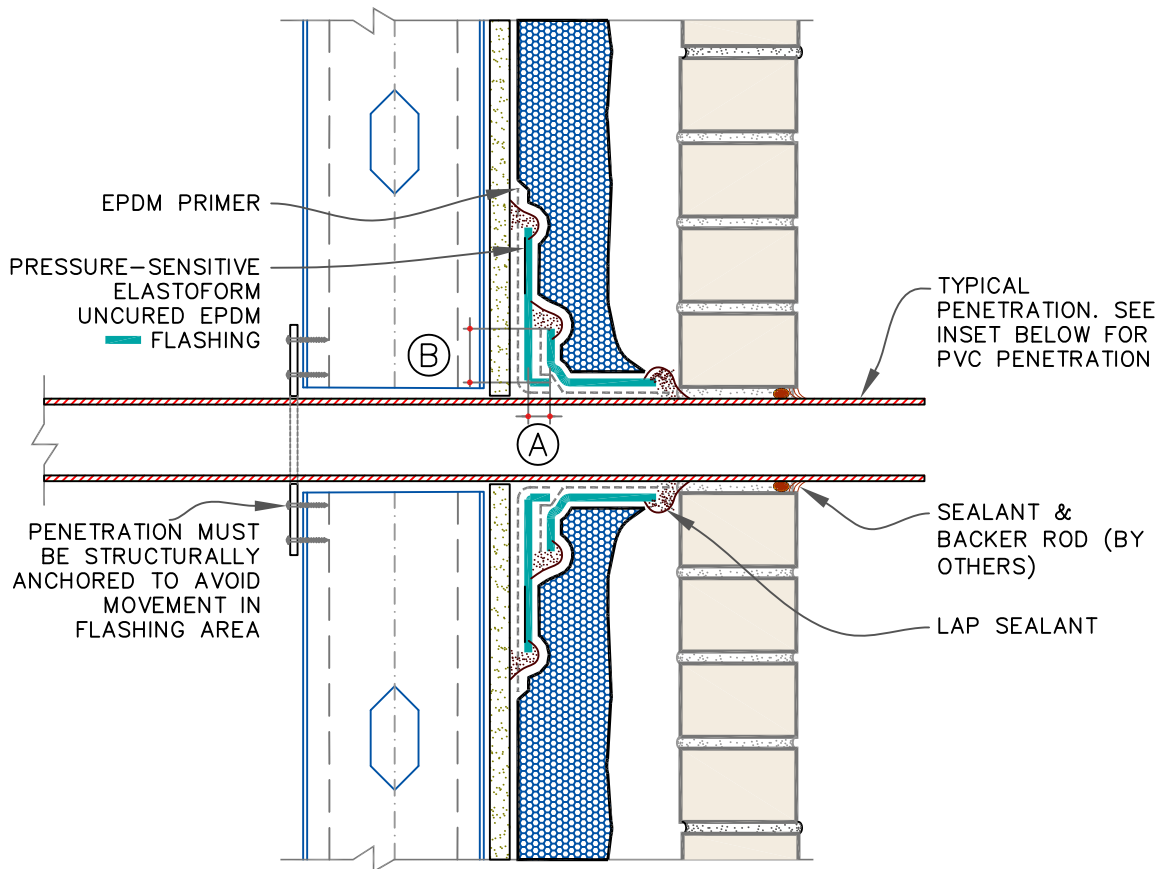 EPDM PRIMER
PRESSURE-SENSITIVE
ELASTOFORM
UNCURED EPDM
FLASHING
B
A
TYPICAL
PENETRATION. SEE
INSET BELOW FOR
PVC PENETRATION
PENETRATION MUST
BE STRUCTURALLY
ANCHORED TO AVOID
MOVEMENT IN
FLASHING AREA
SEALANT &
BACKER ROD (BY
OTHERS)
LAP SEALANT